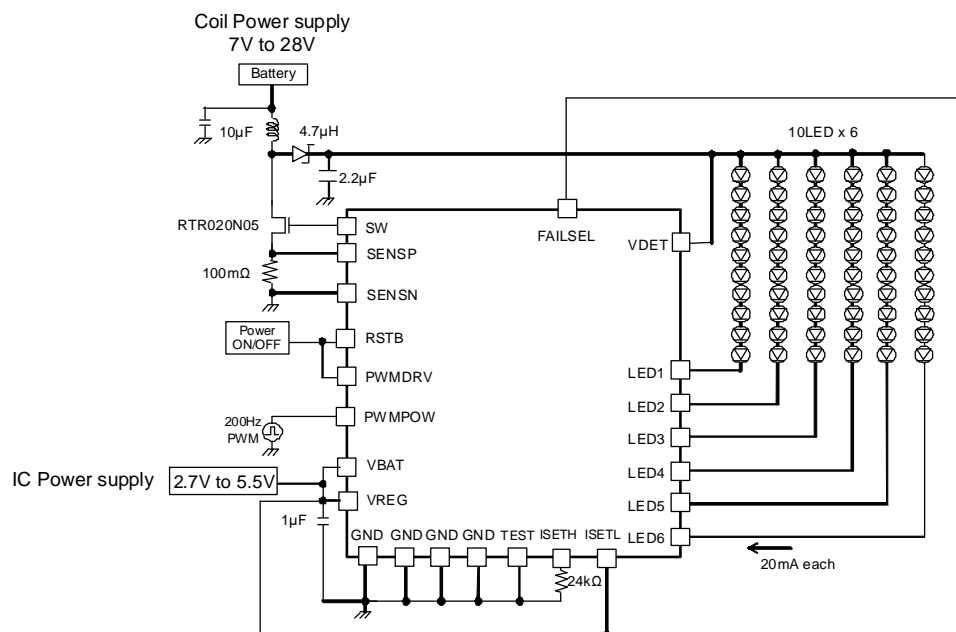 Coil Power supply
7V to 28V
Battery
10µF
4.7µH
10LED x 6
2.2µF
RTR020N05
SW
FAILSEL
VDET
SENSP
100mΩ
SENSN
Power
ON/OFF
RSTB
PWMDRV
LED1
LED2
200Hz
PWM
PWMPOW
LED3
IC Power supply
2.7V to 5.5V
VBAT
LED4
VREG
LED5
1µF
GND GND GND GND TEST ISETH ISETL
LED6
24kΩ
20mA each